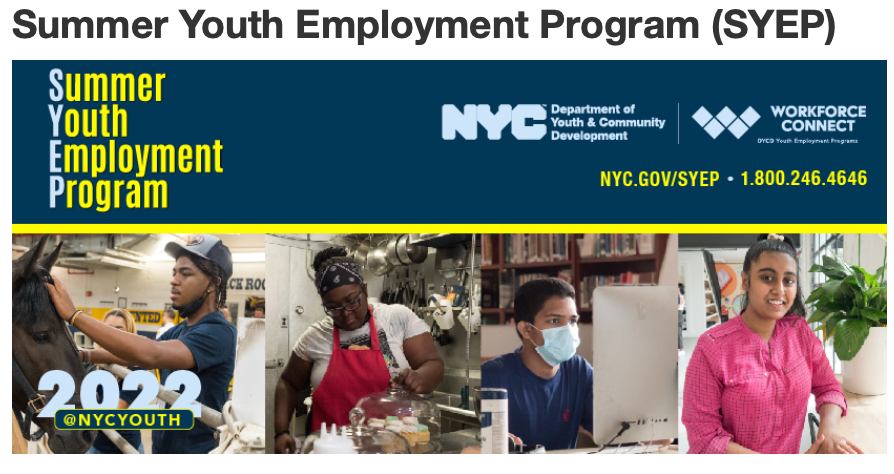 Summer Youth Employment Program (SYEP)
Summer
Youth
Employment
Program
NYC Department of
Youth & Community
Development
WORKFORCE
CONNECT
DYCD Youth Employment Programs
NYC.GOV/SYEP • 1.800.246.4646
2022
@NYCYOUTH